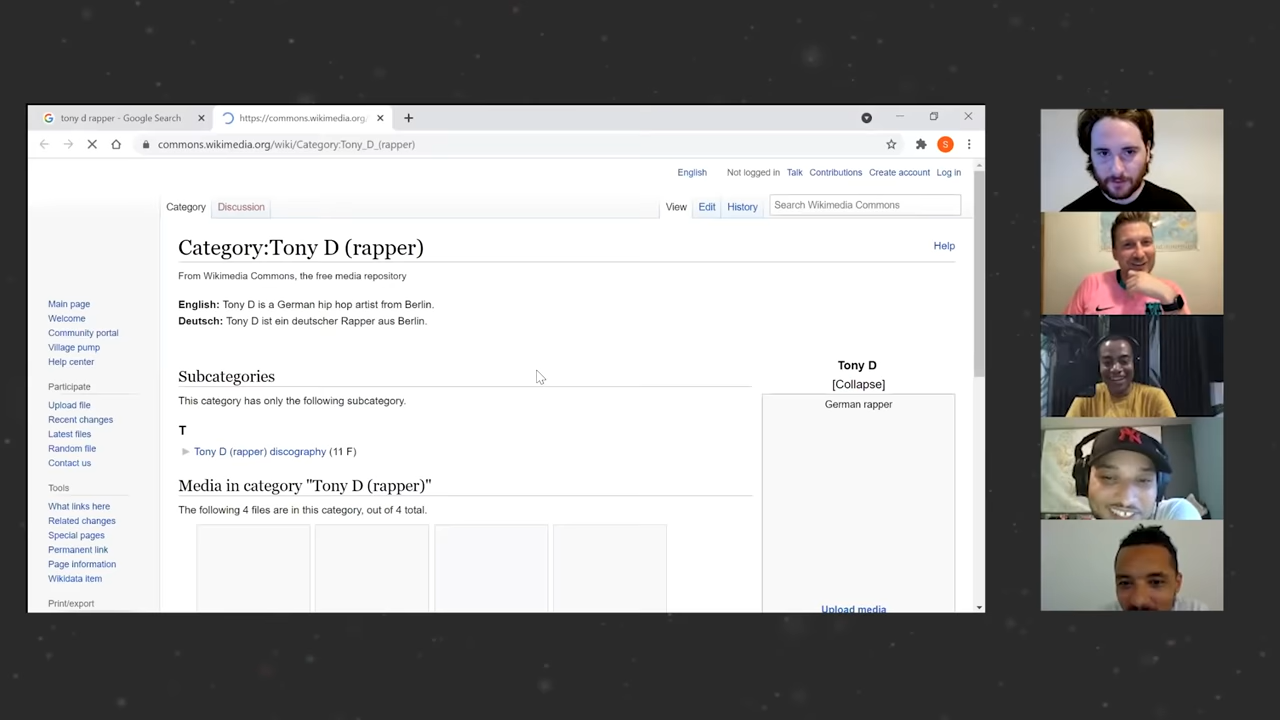 tony d rapper - Google Search
https://commons.wikimedia.org
commons.wikimedia.org/wiki/Category:Tony_D_(rapper)
S
English Not logged in Talk Contributions Create account Log in
Category Discussion View Edit History Search Wikimedia Commons
Category:Tony D (rapper)
Help
From Wikimedia Commons, the free media repository
English: Tony D is a German hip hop artist from Berlin.
Deutsch: Tony D ist ein deutscher Rapper aus Berlin.
Main page
Welcome
Community portal
Village pump
Help center
Participate
Upload file
Recent changes
Latest files
Random file
Contact us
Tools
What links here
Related changes
Special pages
Permanent link
Page information
Wikidata item
Print/export
Subcategories
This category has only the following subcategory.
T
Tony D (rapper) discography (11 F)
Media in category "Tony D (rapper)"
The following 4 files are in this category, out of 4 total.
Tony D
[Collapse]
German rapper
Upload media